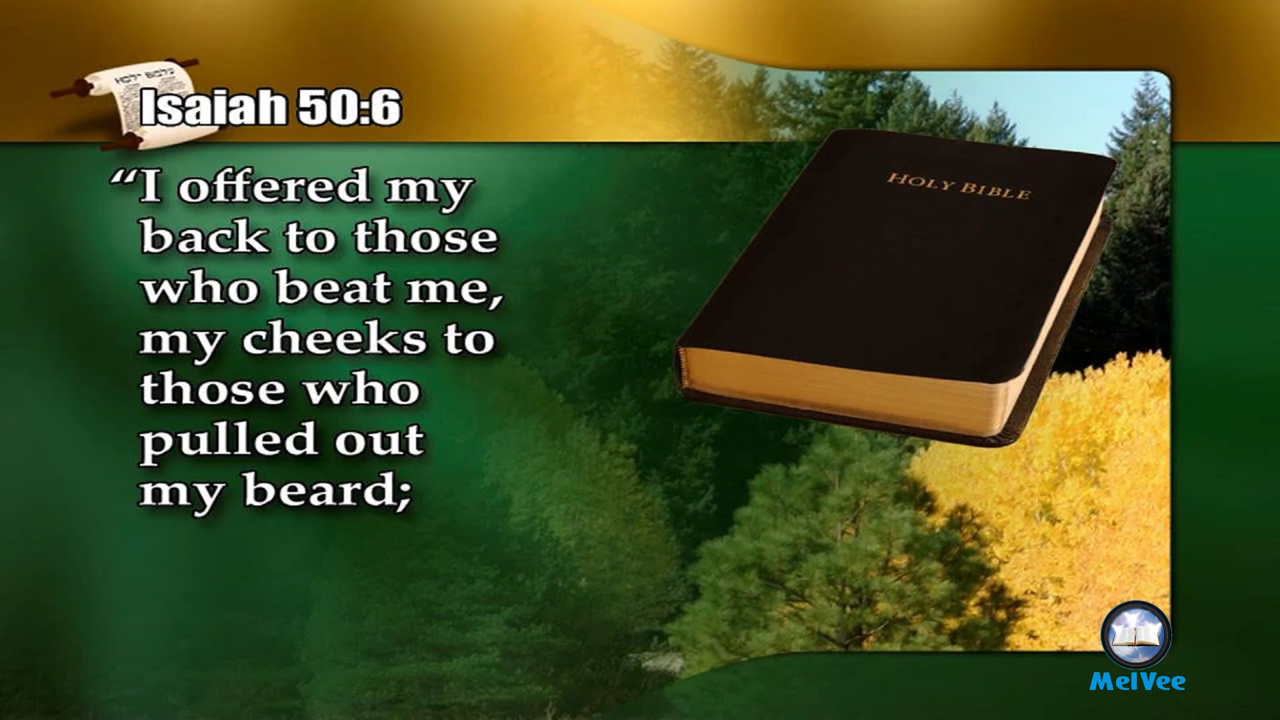 Isaiah 50:6
“I offered my
back to those
who beat me,
my cheeks to
those who
pulled out
my beard;
HOLY BIBLE
MelVee